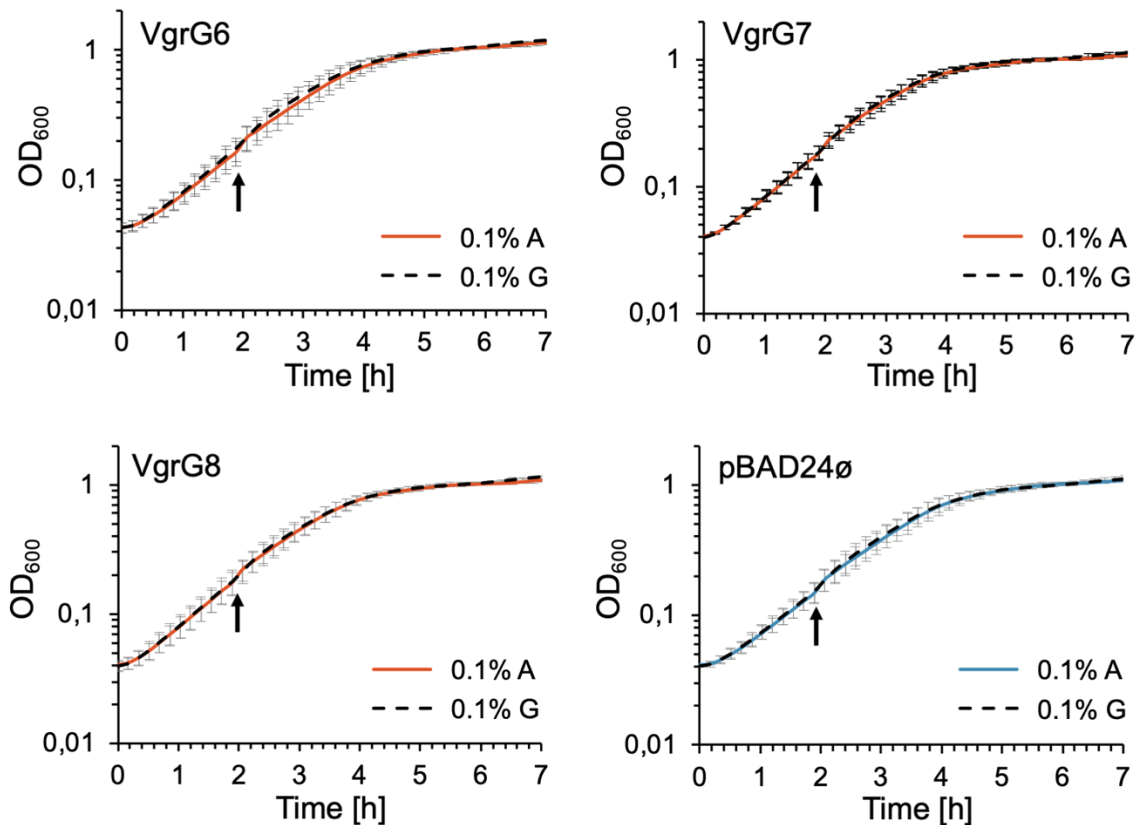 VgrG6
1
0,1
0,01
OD600
0 1 2 3 4 5 6 7
Time [h]
0.1% A
0.1% G
VgrG7
1
0,1
0,01
OD600
0 1 2 3 4 5 6 7
Time [h]
0.1% A
0.1% G
VgrG8
1
0,1
0,01
OD600
0 1 2 3 4 5 6 7
Time [h]
0.1% A
0.1% G
pBAD24ø
1
0,1
0,01
OD600
0 1 2 3 4 5 6 7
Time [h]
0.1% A
0.1% G